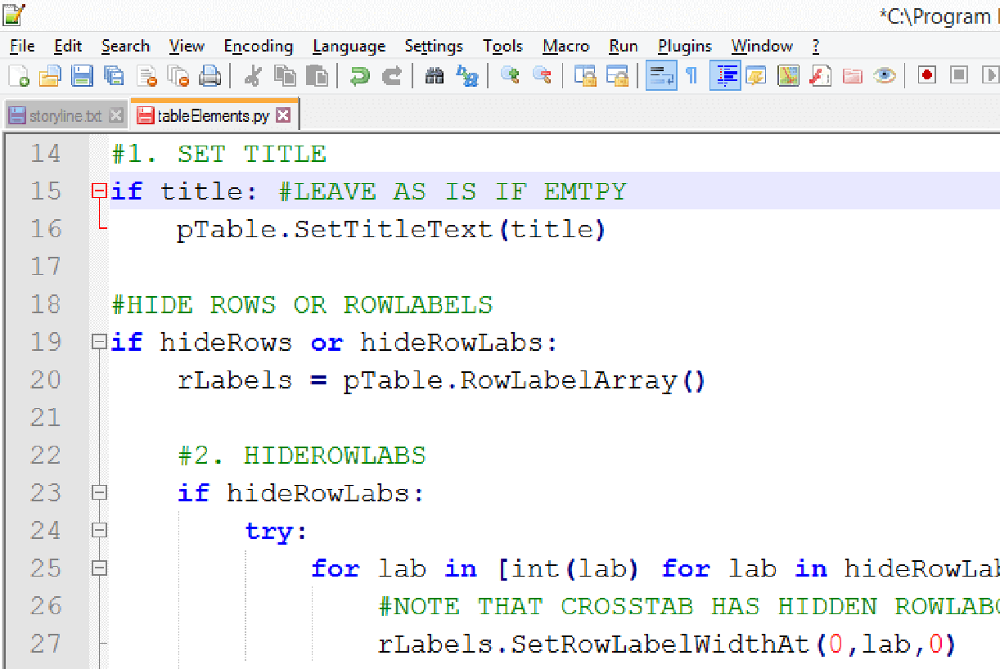 *C:\Program
File Edit Search View Encoding Language Settings Tools Macro Run Plugins Window ?
storyline.txt tableElements.py
14 #1. SET TITLE
15 if title: #LEAVE AS IS IF EMTPY
16 pTable.SetTitleText(title)
17
18 #HIDE ROWS OR ROWLABELS
19 if hideRows or hideRowLabs:
20 rLabels = pTable.RowLabelArray()
21
22 #2. HIDEROWLABS
23 if hideRowLabs:
24 try:
25 for lab in [int(lab) for lab in hideRowLab
26 #NOTE THAT CROSSTAB HAS HIDDEN ROWLAB
27 rLabels.SetRowLabelWidthAt(0,lab,0)